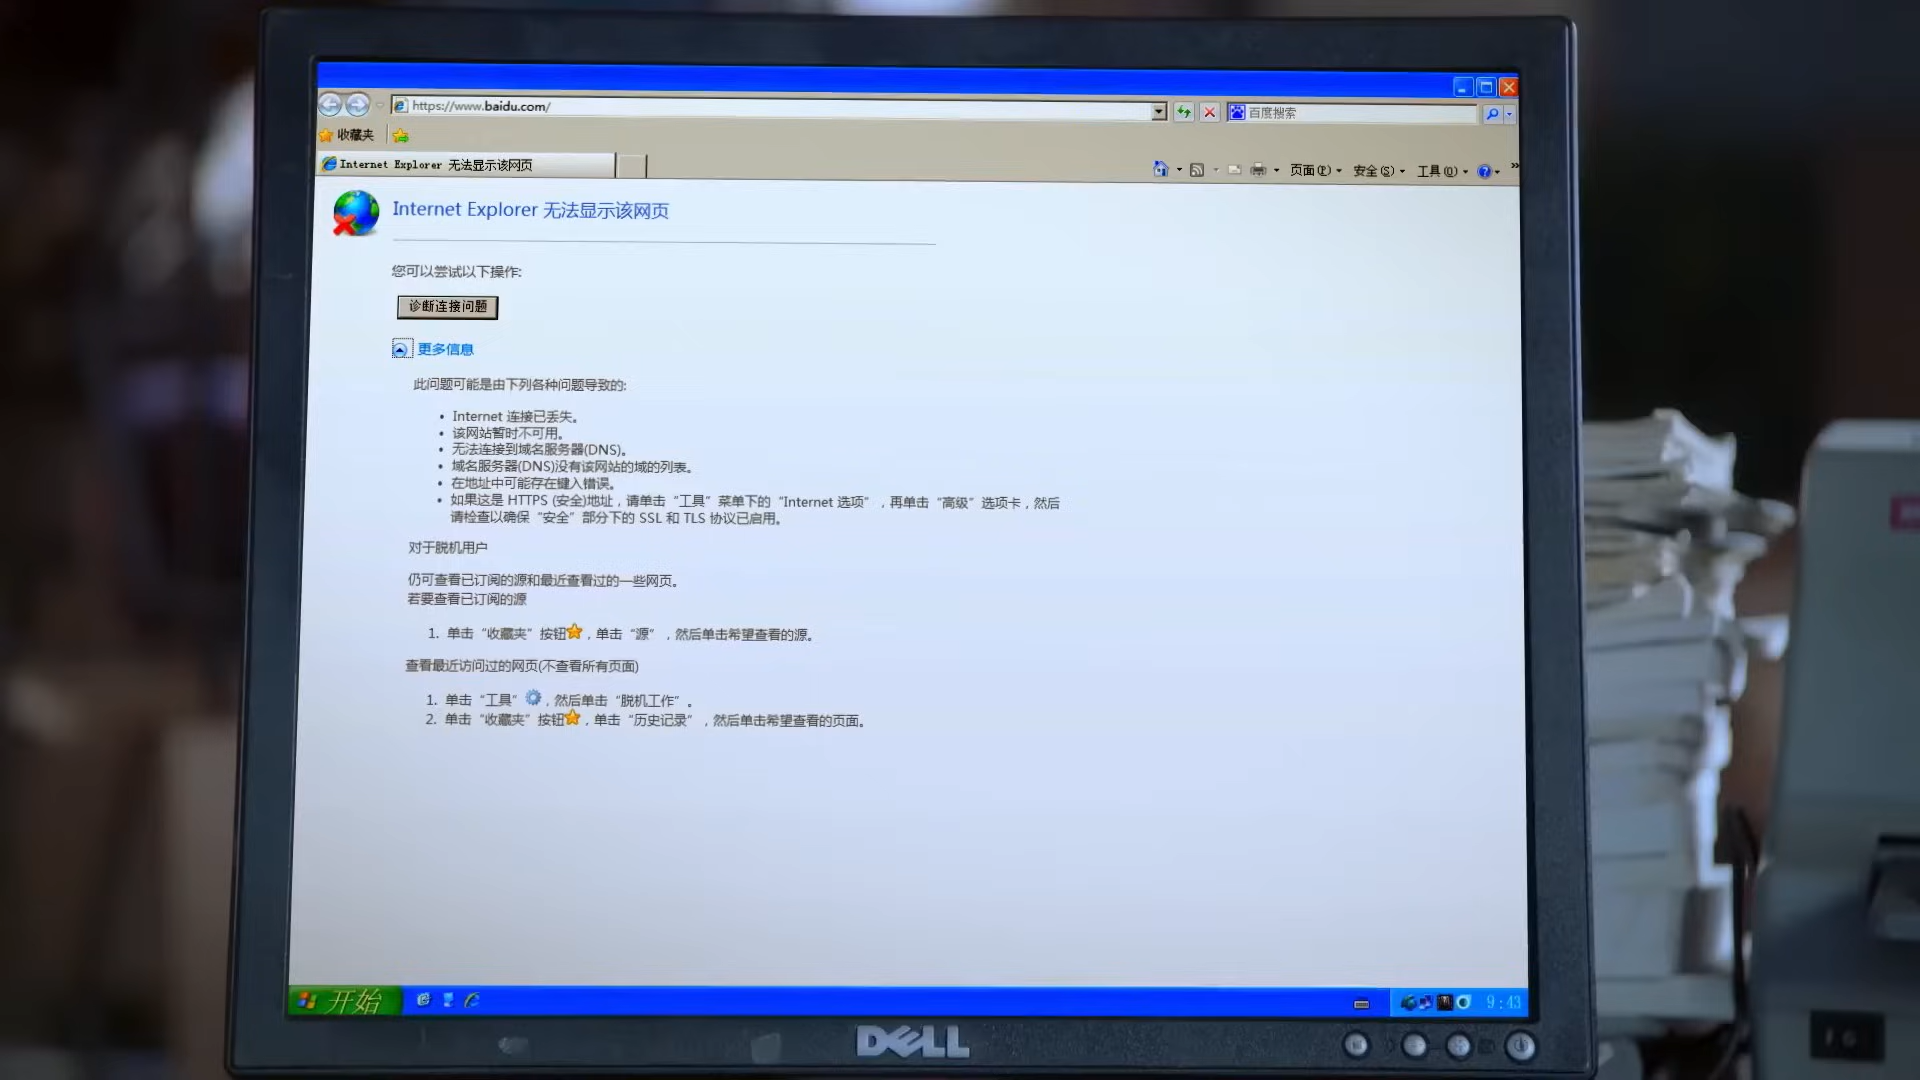 https://www.baidu.com/
百度搜索
收藏夹
Internet Explorer 无法显示该网页
页面(P)
安全(S)
工具(O)
Internet Explorer 无法显示该网页
您可以尝试以下操作:
诊断连接问题
更多信息
此问题可能是由下列各种问题导致的:
• Internet 连接已丢失。
• 该网站暂时不可用。
• 无法连接到域名服务器(DNS)。
• 域名服务器(DNS)没有该网站的域的列表。
• 在地址中可能存在键入错误。
• 如果这是 HTTPS (安全)地址，请单击“工具”菜单下的“Internet 选项”，再单击“高级”选项卡，然后
请检查以确保“安全”部分下的 SSL 和 TLS 协议已启用。
对于脱机用户
仍可查看已订阅的源和最近查看过的一些网页。
若要查看已订阅的源
1. 单击“收藏夹”按钮，单击“源”，然后单击希望查看的源。
查看最近访问过的网页(不查看所有页面)
1. 单击“工具”，然后单击“脱机工作”。
2. 单击“收藏夹”按钮，单击“历史记录”，然后单击希望查看的页面。
开始
9:43
DELL